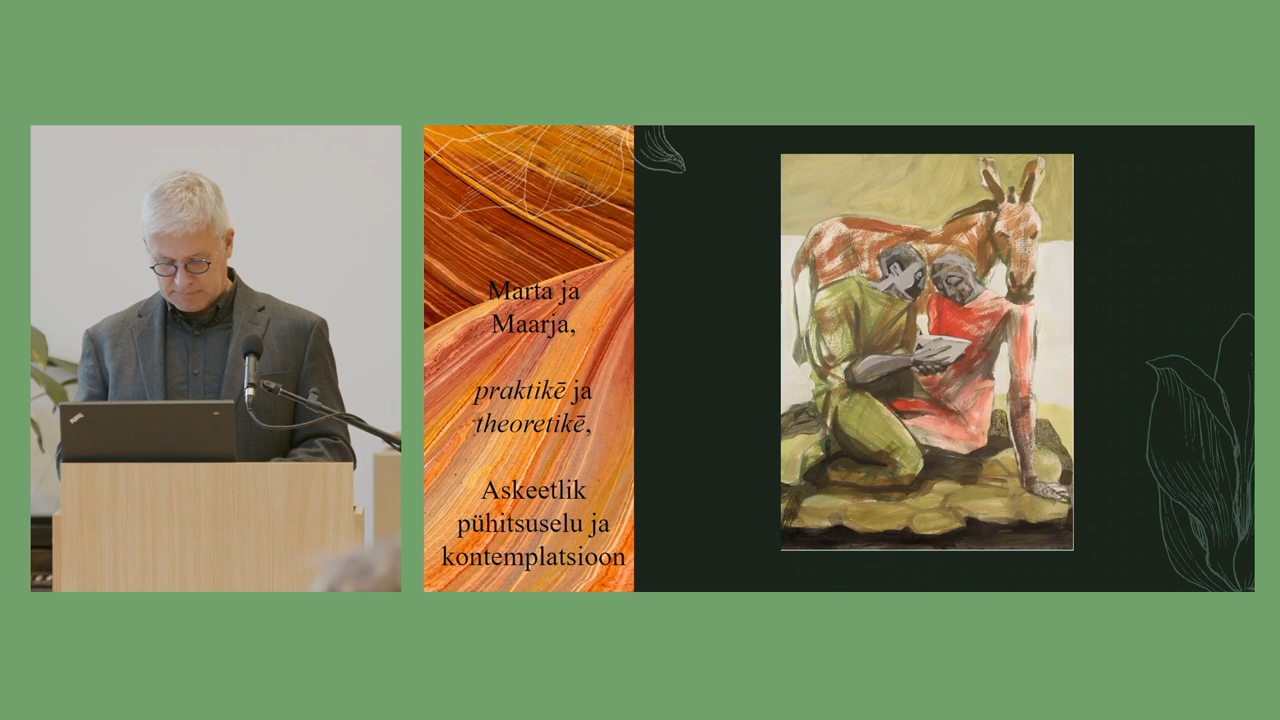 Marta ja
Maarja,
praktikē ja
theoretikē,
Askeetlik
pühitsuselu ja
kontemplatsioon